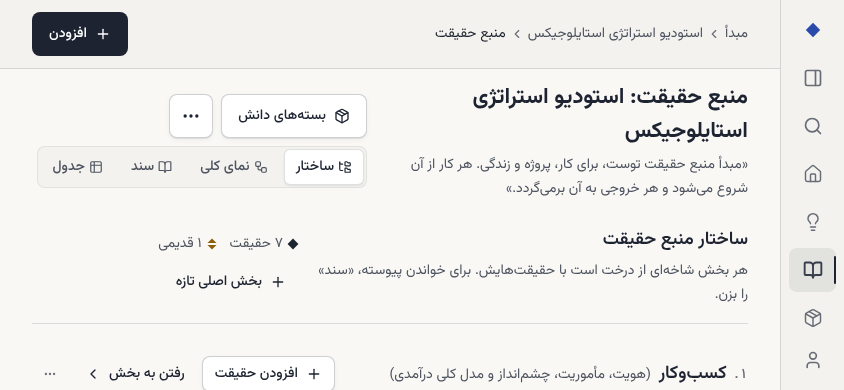 مبدأ › استودیو استراتژی استایلوجیکس › منبع حقیقت
افزودن
منبع حقیقت: استودیو استراتژی
استایلوجیکس
«مبدأ منبع حقیقت توست، برای کار، پروژه و زندگی. هر کار از آن
شروع می‌شود و هر خروجی به آن برمی‌گردد.»
بسته‌های دانش
ساختار
نمای کلی
سند
جدول
ساختار منبع حقیقت
هر بخش شاخه‌ای از درخت است با حقیقت‌هایش. برای خواندن پیوسته، «سند»
را بزن.
۷ حقیقت
۱ قدیمی
بخش اصلی تازه
۱. کسب‌وکار (هویت، مأموریت، چشم‌انداز و مدل کلی درآمدی)
افزودن حقیقت
رفتن به بخش